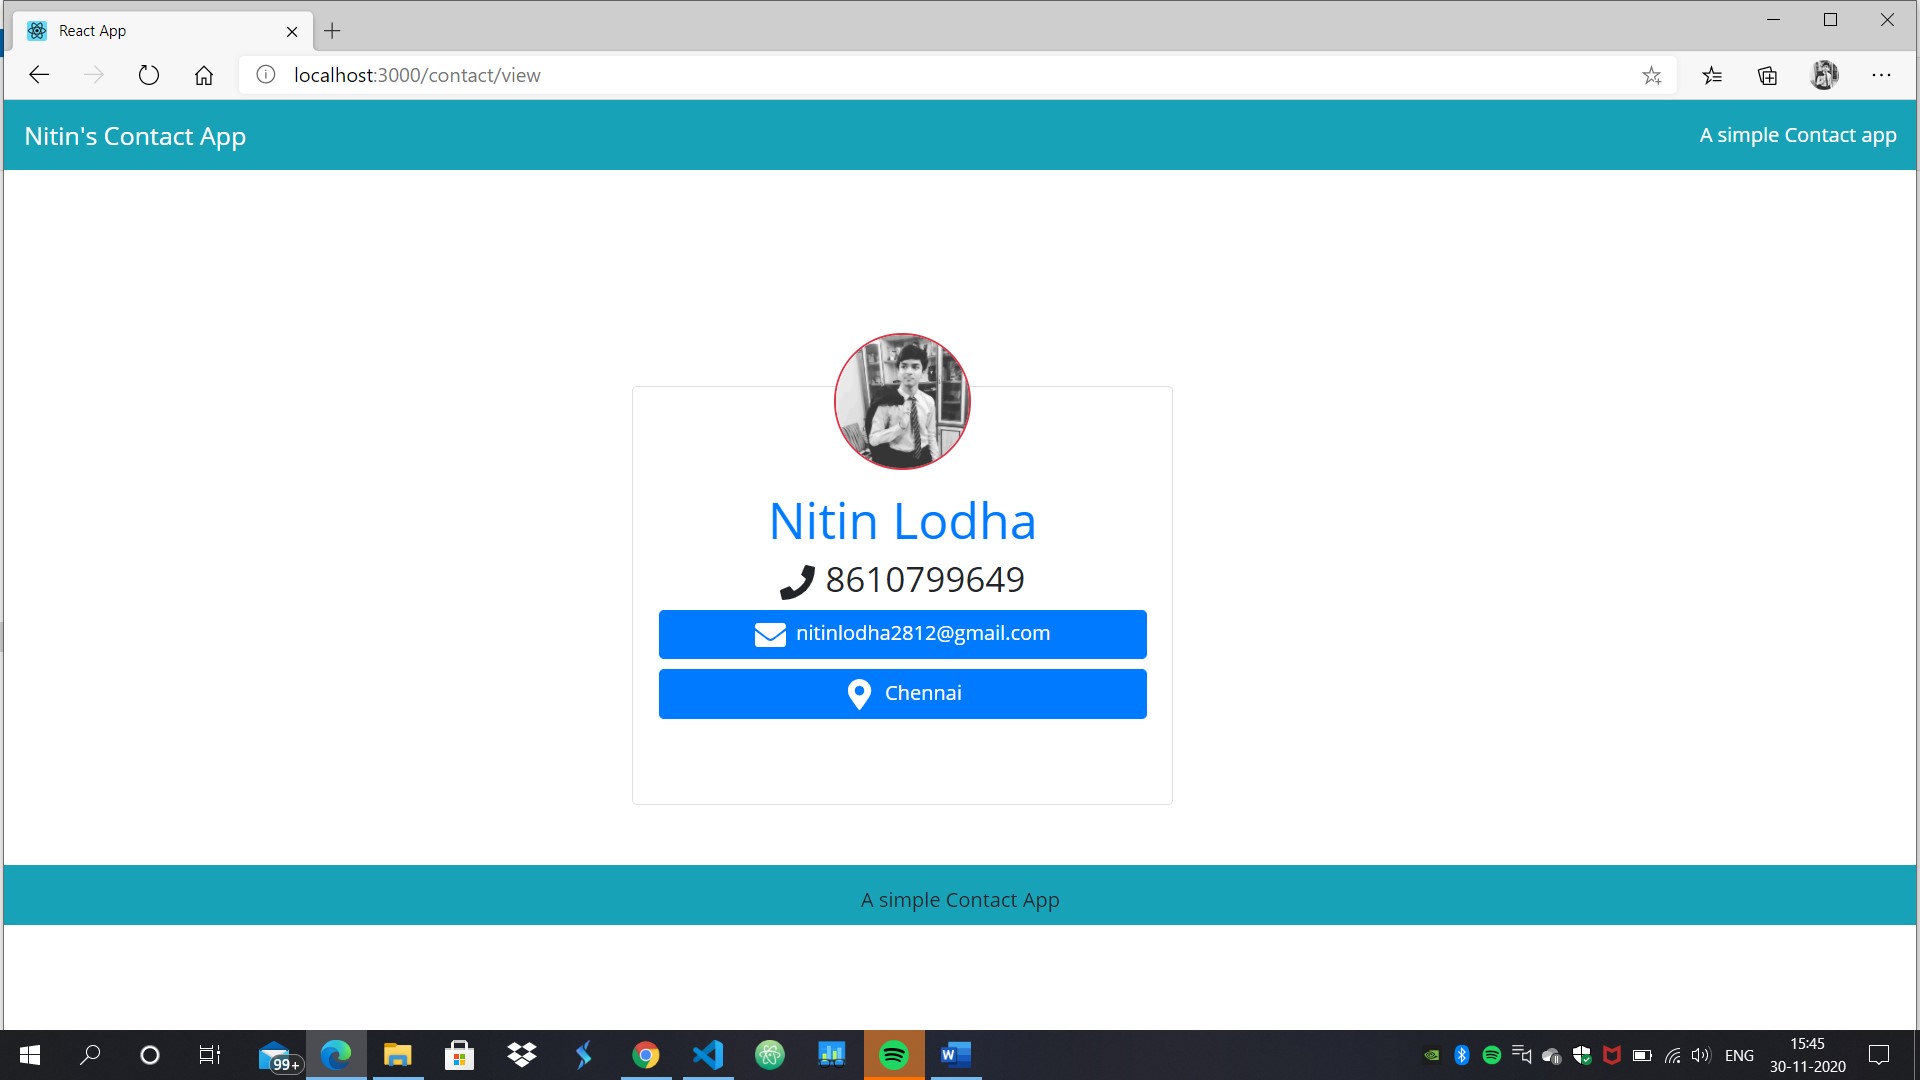 React App
localhost:3000/contact/view
Nitin's Contact App
A simple Contact app
Nitin Lodha
8610799649
nitinlodha2812@gmail.com
Chennai
A simple Contact App
99+
W
ENG
15:45
30-11-2020